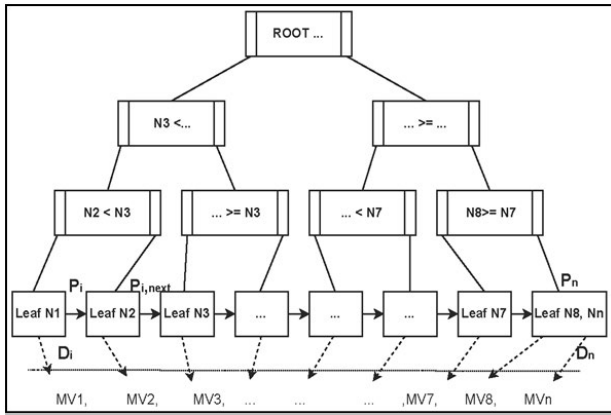 ROOT ...
N3 <...
... >= ...
N2 < N3
... >= N3
... < N7
N8>= N7
Pi
Pi,next
Pn
Leaf N1
Leaf N2
Leaf N3
...
...
...
Leaf N7
Leaf N8, Nn
Di
Dn
MV1, MV2, MV3, ... ... ... ,MV7, MV8, MVn